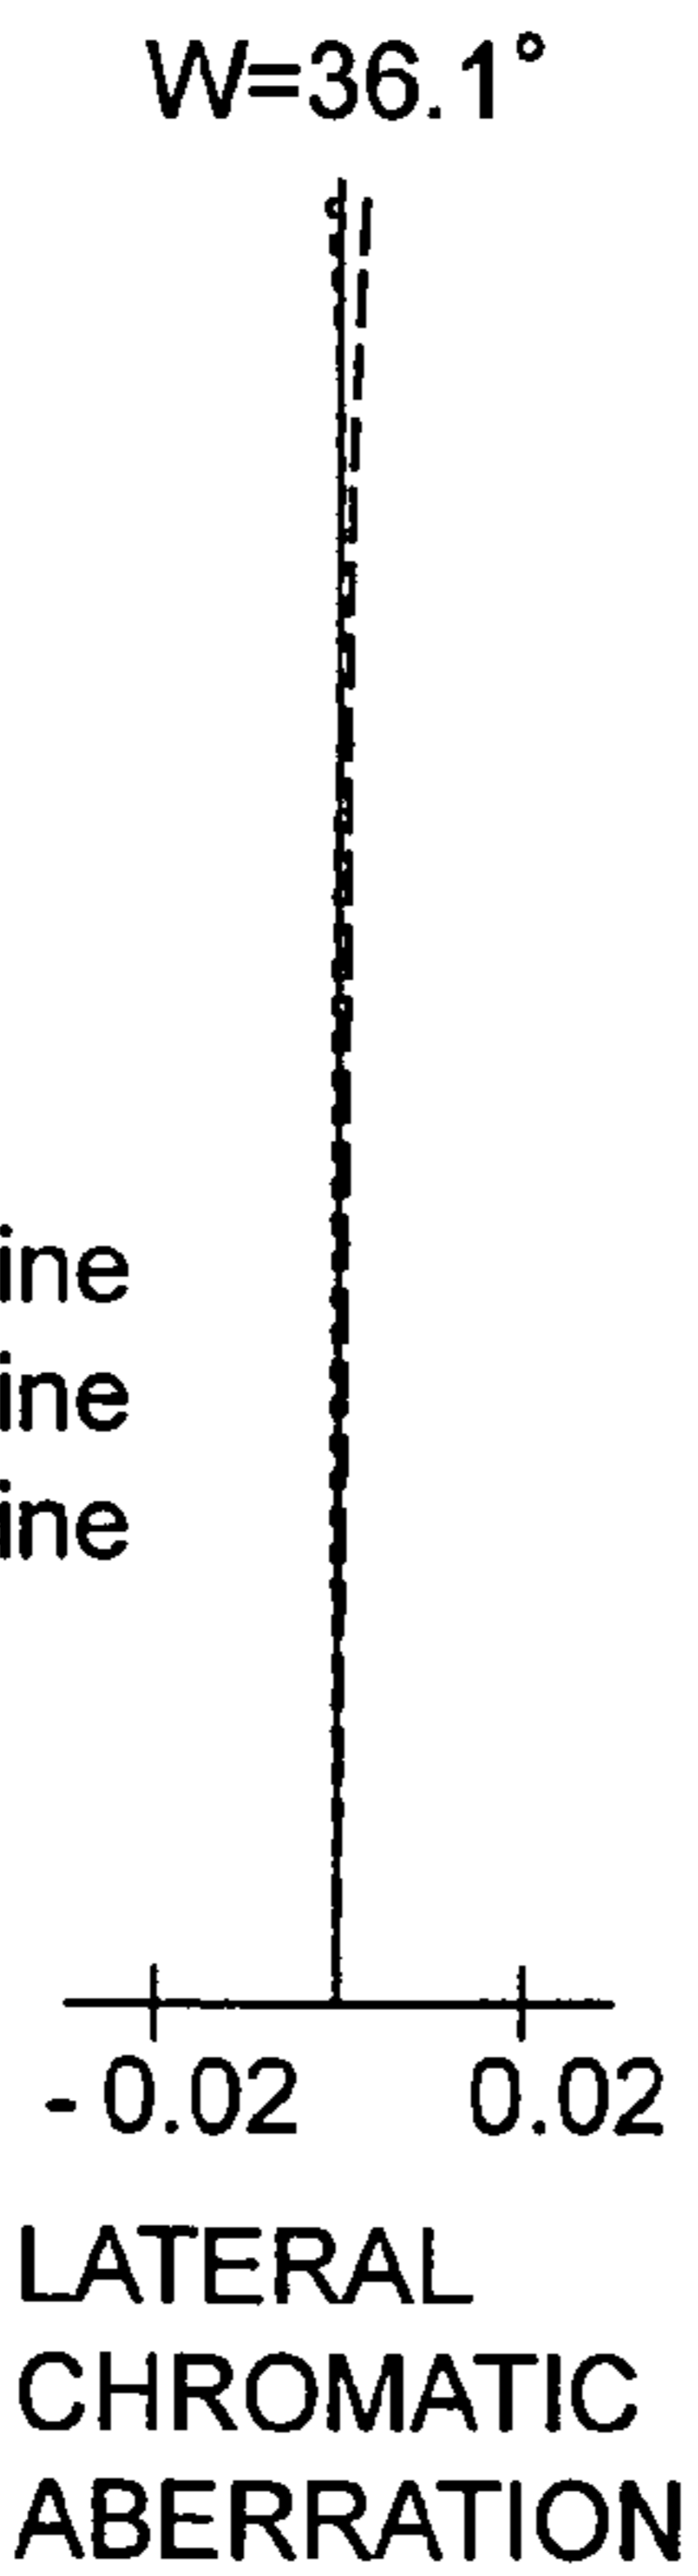 W=36.1°
ine
ine
ine
- 0.02 0.02
LATERAL
CHROMATIC
ABERRATION